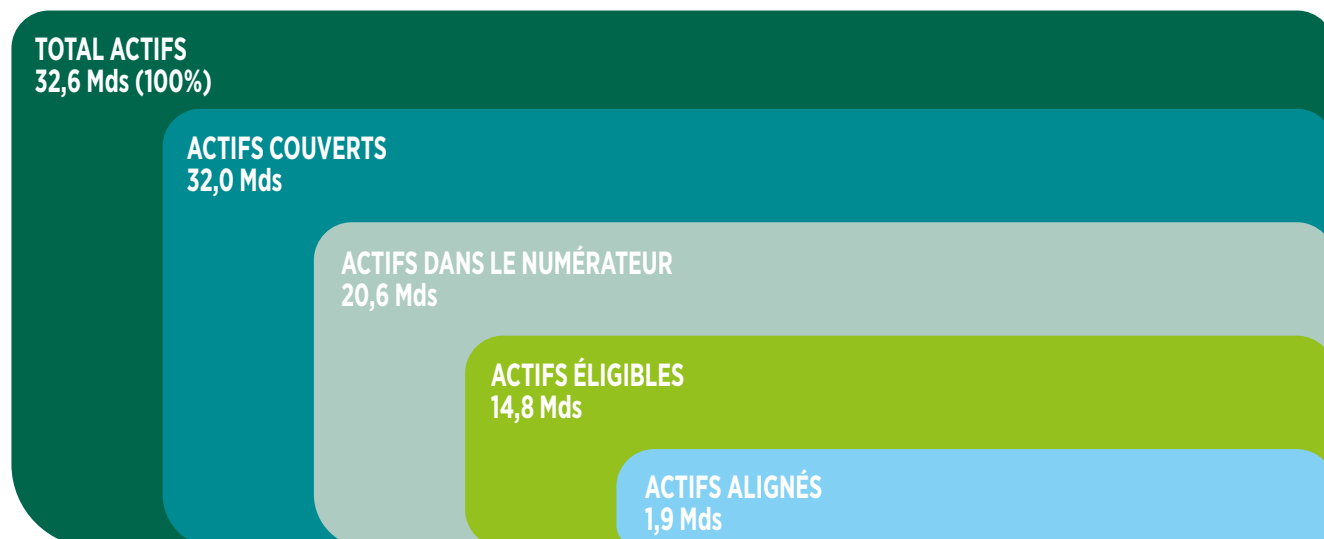 TOTAL ACTIFS
32,6 Mds (100%)
ACTIFS COUVERTS
32,0 Mds
ACTIFS DANS LE NUMÉRATEUR
20,6 Mds
ACTIFS ÉLIGIBLES
14,8 Mds
ACTIFS ALIGNÉS
1,9 Mds